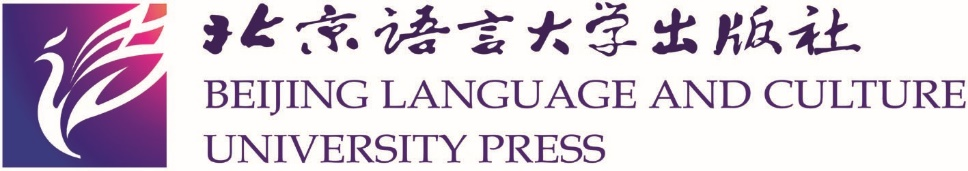 北京语言大学出版社
BEIJING LANGUAGE AND CULTURE
UNIVERSITY PRESS